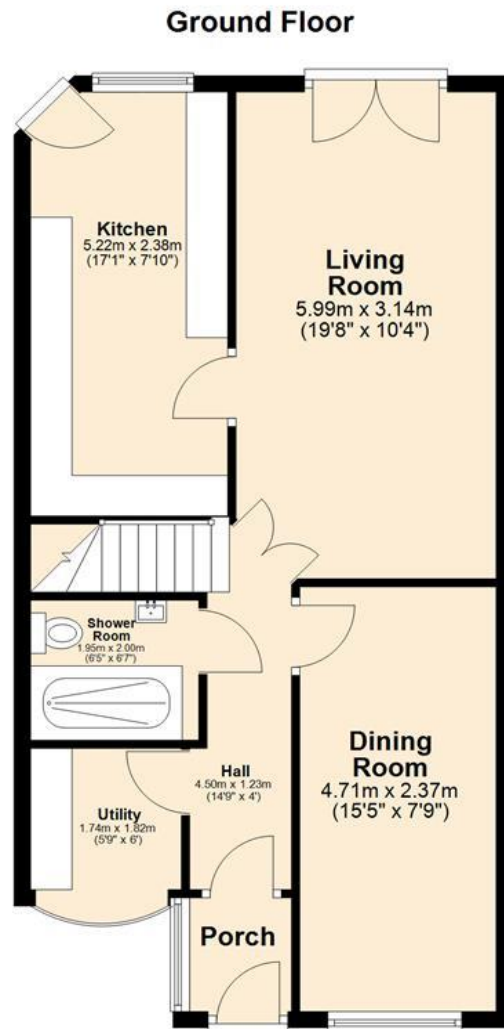 Ground Floor
Kitchen
5.22m x 2.38m
(17'1" x 7'10")
Living
Room
5.99m x 3.14m
(19'8" x 10'4")
Shower
Room
1.95m x 2.00m
(6'5" x 6'7")
Hall
4.50m x 1.23m
(14'9" x 4')
Dining
Room
4.71m x 2.37m
(15'5" x 7'9")
Utility
1.74m x 1.82m
(5'9" x 6')
Porch